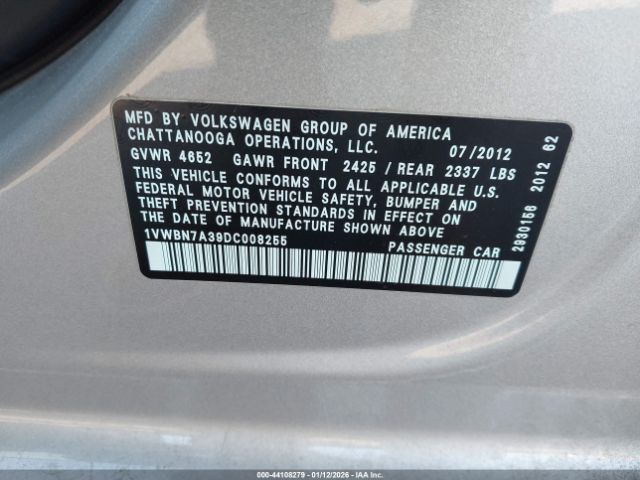 MFD BY VOLKSWAGEN GROUP OF AMERICA
CHATTANOOGA OPERATIONS, LLC. 07/2012
GVWR 4652 GAWR FRONT 2425 / REAR 2337 LBS
THIS VEHICLE CONFORMS TO ALL APPLICABLE U.S.
FEDERAL MOTOR VEHICLE SAFETY, BUMPER AND
THEFT PREVENTION STANDARDS IN EFFECT ON
THE DATE OF MANUFACTURE SHOWN ABOVE
1VWBN7A39DC008255 PASSENGER CAR
2930156 2012 62
000-44108279 - 01/12/2026 - IAA Inc.